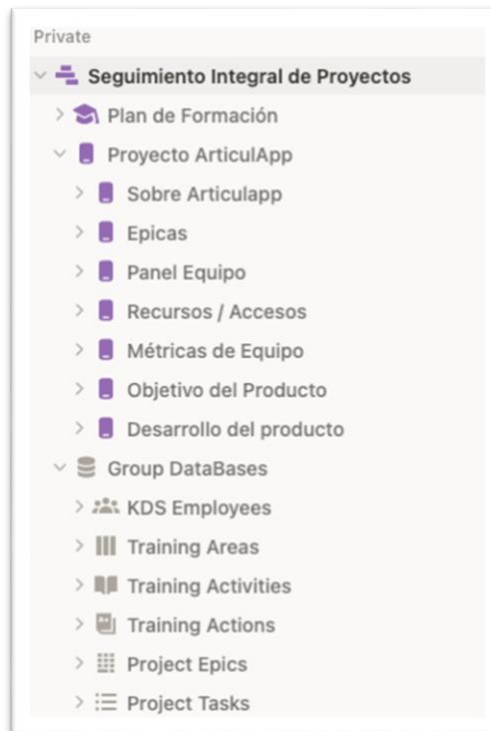 Private
Seguimiento Integral de Proyectos
Plan de Formación
Proyecto ArticulApp
Sobre Articulapp
Epicas
Panel Equipo
Recursos / Accesos
Métricas de Equipo
Objetivo del Producto
Desarrollo del producto
Group DataBases
KDS Employees
Training Areas
Training Activities
Training Actions
Project Epics
Project Tasks